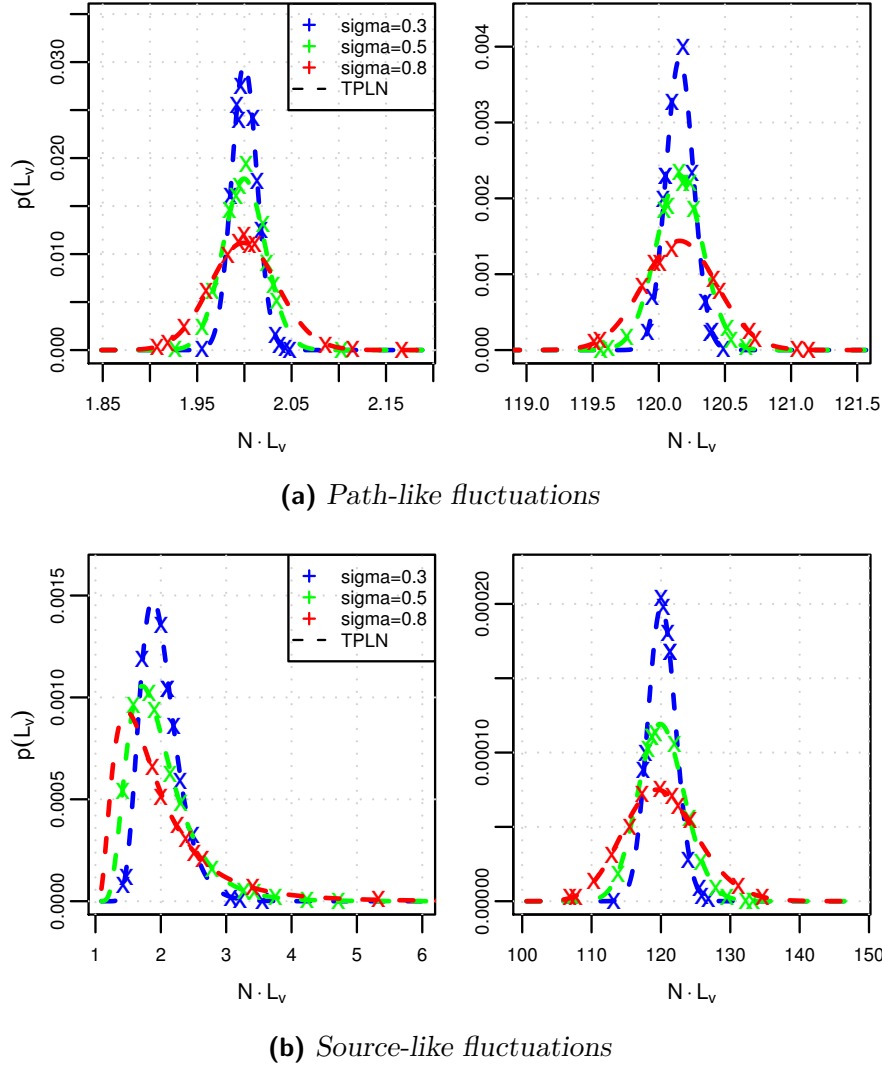 0.000 0.010 0.020 0.030
p(Lᵥ)
sigma=0.3
sigma=0.5
sigma=0.8
TPLN
1.85 1.95 2.05 2.15
N · Lᵥ
0.000 0.001 0.002 0.003 0.004
119.0 119.5 120.0 120.5 121.0 121.5
N · Lᵥ
(a) Path-like fluctuations
0.0000 0.0005 0.0010 0.0015
p(Lᵥ)
sigma=0.3
sigma=0.5
sigma=0.8
TPLN
1 2 3 4 5 6
N · Lᵥ
0.00000 0.00010 0.00020
100 110 120 130 140 150
N · Lᵥ
(b) Source-like fluctuations